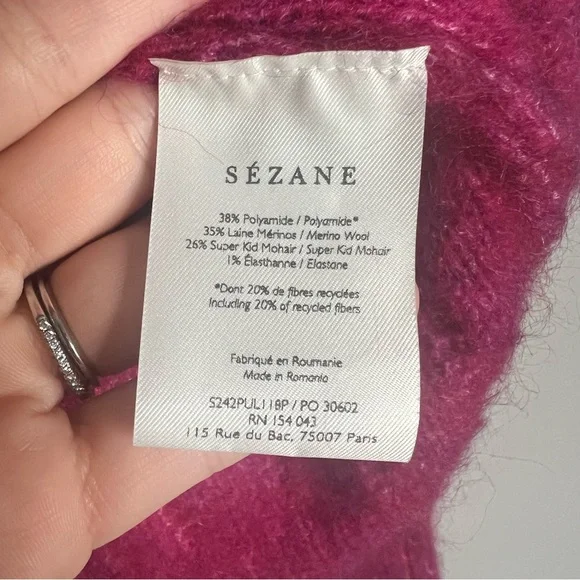 SÉZANE
38% Polyamide / Polyamide*
35% Laine Mérinos / Merino Wool
26% Super Kid Mohair / Super Kid Mohair
1% Élasthanne / Elastane
*Dont 20% de fibres recyclées
Including 20% of recycled fibers
Fabriqué en Roumanie
Made in Romania
S242PUL118P / PO 30602
RN 154 043
115 Rue du Bac, 75007 Paris